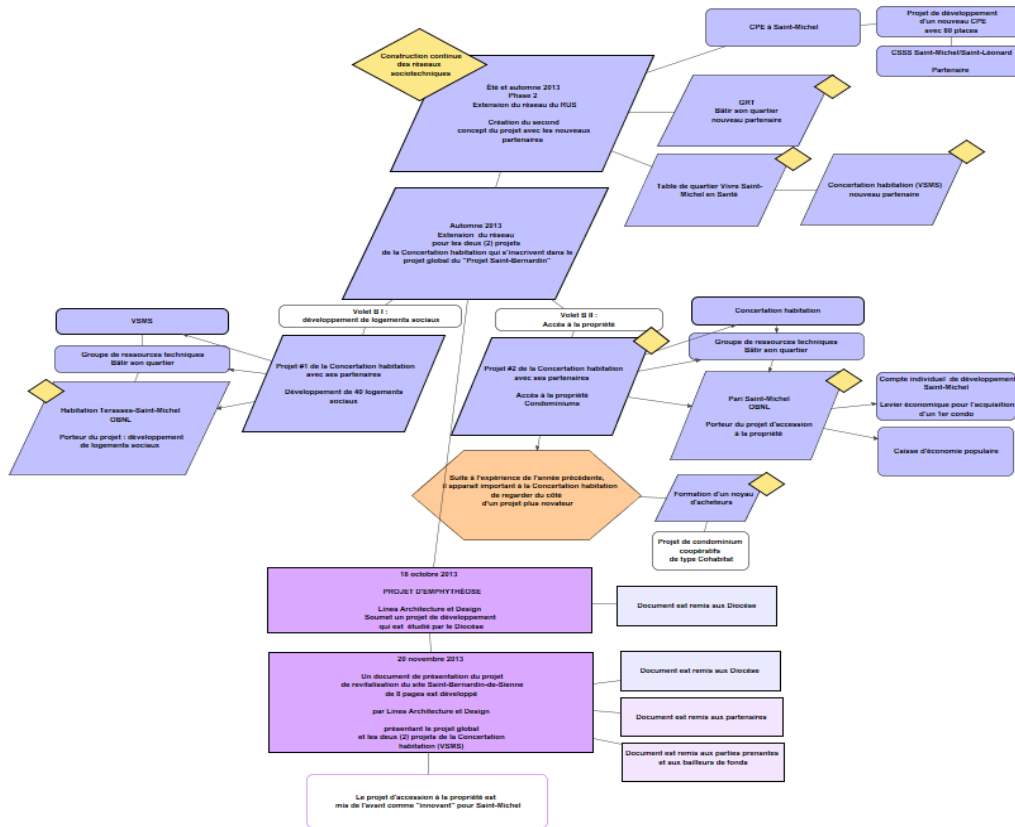 CPE à Saint-Michel
Projet de développement
d'un nouveau CPE
avec 80 places
CSSS Saint-Michel/Saint-Léonard
Partenaire
Construction continue
des réseaux
sociotechniques
Été et automne 2013
Phase 2
Extension du réseau du RUS
Création du second
concept du projet avec les nouveaux
partenaires
GRT
Bâtir son quartier
nouveau partenaire
Table de quartier Vivre Saint-
Michel en Santé
Concertation habitation (VSMS)
nouveau partenaire
Automne 2013
Extension du réseau
pour les deux (2) projets
de la Concertation habitation qui s'inscrivent dans le
projet global du "Projet Saint-Bernardin"
Volet B I :
développement de logements sociaux
Volet B II :
Accès à la propriété
VSMS
Groupe de ressources techniques
Bâtir son quartier
Habitation Terasses-Saint-Michel
OBNL
Porteur du projet : développement
de logements sociaux
Projet #1 de la Concertation habitation
avec ses partenaires
Développement de 40 logements
sociaux
Projet #2 de la Concertation habitation
avec ses partenaires
Accès à la propriété
Condominiums
Concertation habitation
Groupe de ressources techniques
Bâtir son quartier
Pari Saint-Michel
OBNL
Porteur du projet d'accession
à la propriété
Compte individuel de développement
Saint-Michel
Levier économique pour l'acquisition
d'un 1er condo
Caisse d'économie populaire
Suite à l'expérience de l'année précédente,
il apparait important à la Concertation habitation
de regarder du côté
d'un projet plus novateur
Formation d'un noyau
d'acheteurs
Projet de condominium
coopératifs
de type Cohabitat
18 octobre 2013
PROJET D'EMPHYTHÉOSE
Linea Architecture et Design
Soumet un projet de développement
qui est étudié par le Diocèse
Document est remis aux Diocèse
20 novembre 2013
Un document de présentation du projet
de revitalisation du site Saint-Bernardin-de-Sienne
de 8 pages est développé
par Linea Architecture et Design
présentant le projet global
et les deux (2) projets de la Concertation
habitation (VSMS)
Document est remis aux Diocèse
Document est remis aux partenaires
Document est remis aux parties prenantes
et aux bailleurs de fonds
Le projet d'accession à la propriété est
mis de l'avant comme "innovant" pour Saint-Michel